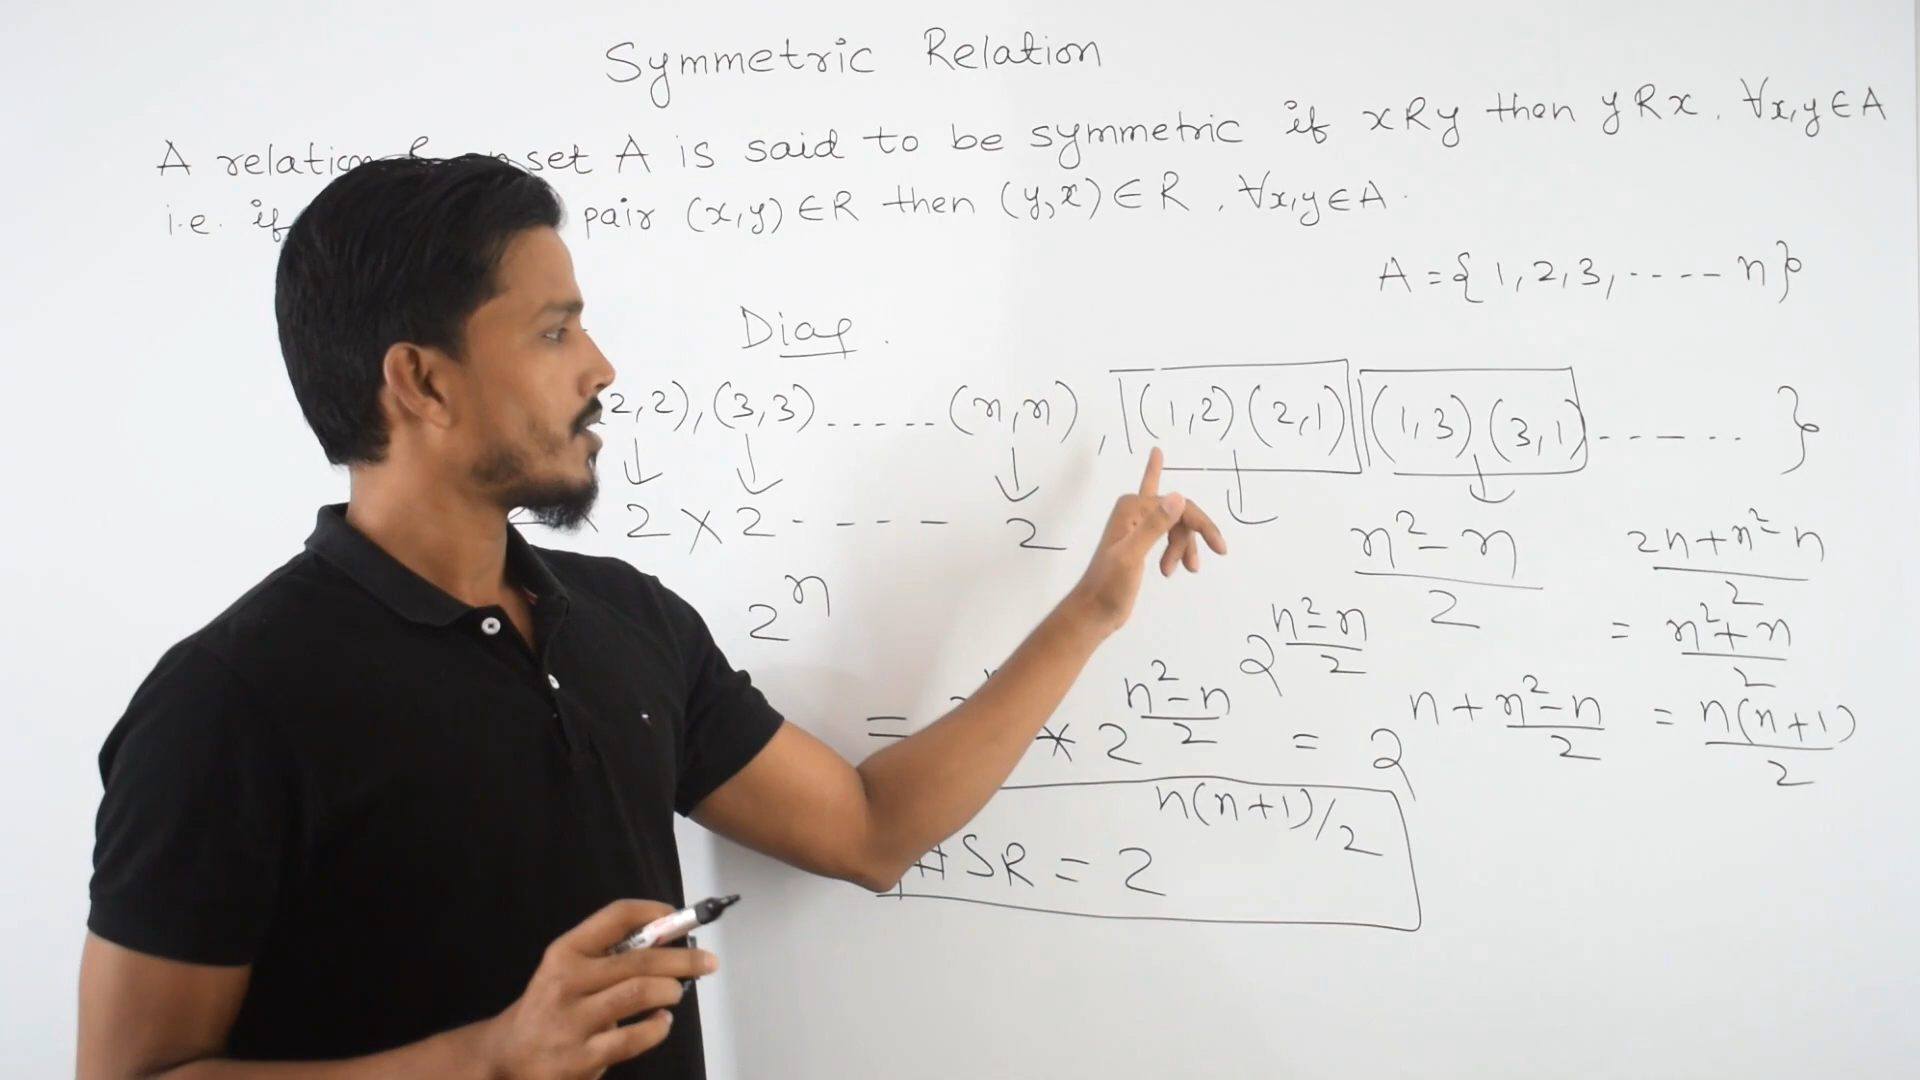 Symmetric Relation
A relation set A is said to be symmetric if xRy then yRx. ∀x,y∈A
i.e. if pair (x,y)∈R then (y,x)∈R, ∀x,y∈A.
A={1,2,3,-----n}
Diag.
2,2),(3,3)......(n,n), (1,2)(2,1) (1,3)(3,1)------}
× 2×2----- 2
2^n
(n²-n)/2
2^((n²-n)/2)
(2n+n²-n)/2
= (n²+n)/2
= * 2^((n²-n)/2) = 2^(n+(n²-n)/2) = n(n+1)/2
#SR = 2^(n(n+1)/2)